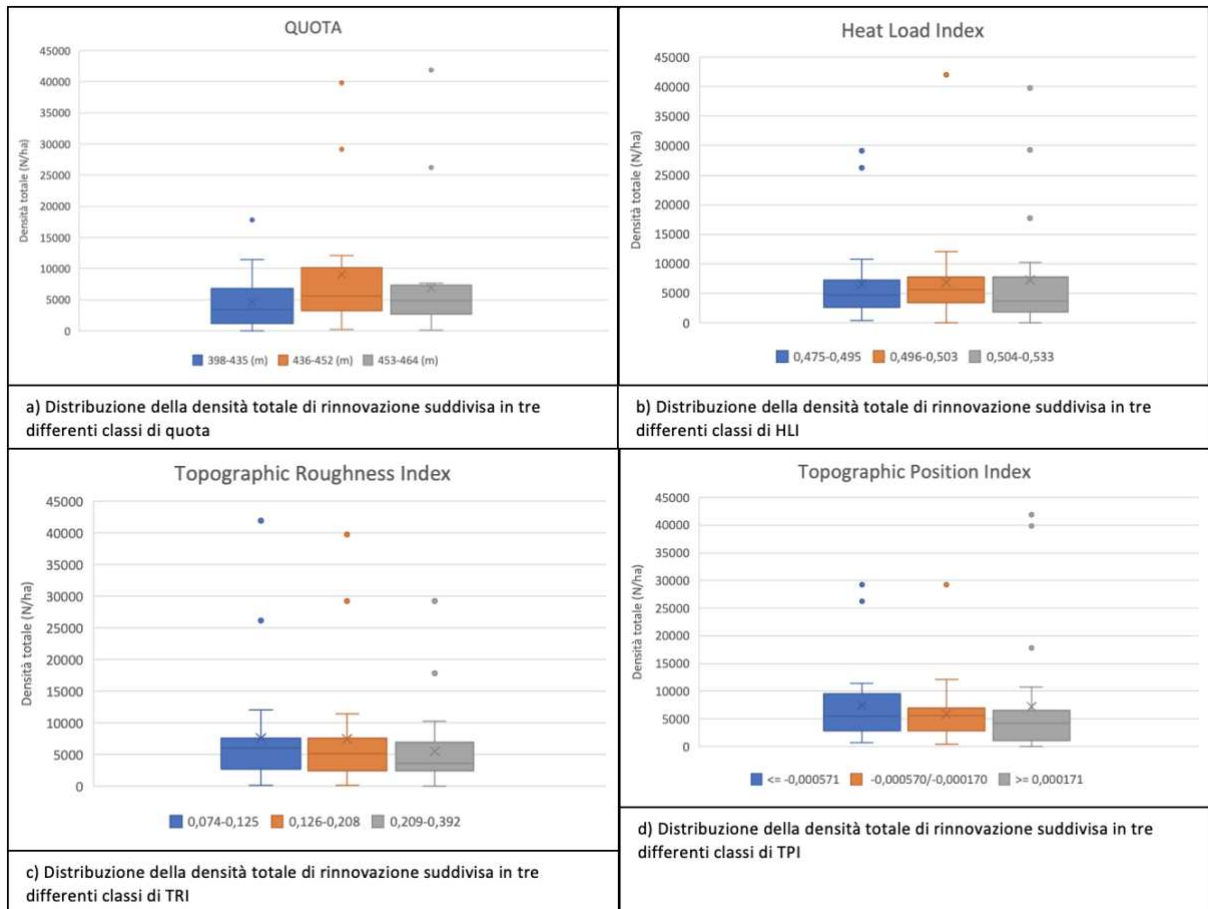 QUOTA
45000
40000
35000
30000
25000
20000
15000
10000
5000
0
Densità totale (N/ha)
398-435 (m) 436-452 (m) 453-464 (m)
a) Distribuzione della densità totale di rinnovazione suddivisa in tre
differenti classi di quota
Heat Load Index
45000
40000
35000
30000
25000
20000
15000
10000
5000
0
Densità totale (N/ha)
0,475-0,495 0,496-0,503 0,504-0,533
b) Distribuzione della densità totale di rinnovazione suddivisa in tre
differenti classi di HLI
Topographic Roughness Index
45000
40000
35000
30000
25000
20000
15000
10000
5000
0
Densità totale (N/ha)
0,074-0,125 0,126-0,208 0,209-0,392
c) Distribuzione della densità totale di rinnovazione suddivisa in tre
differenti classi di TRI
Topographic Position Index
45000
40000
35000
30000
25000
20000
15000
10000
5000
0
Densità totale (N/ha)
<= -0,000571 -0,000570/-0,000170 >= 0,000171
d) Distribuzione della densità totale di rinnovazione suddivisa in tre
differenti classi di TPI